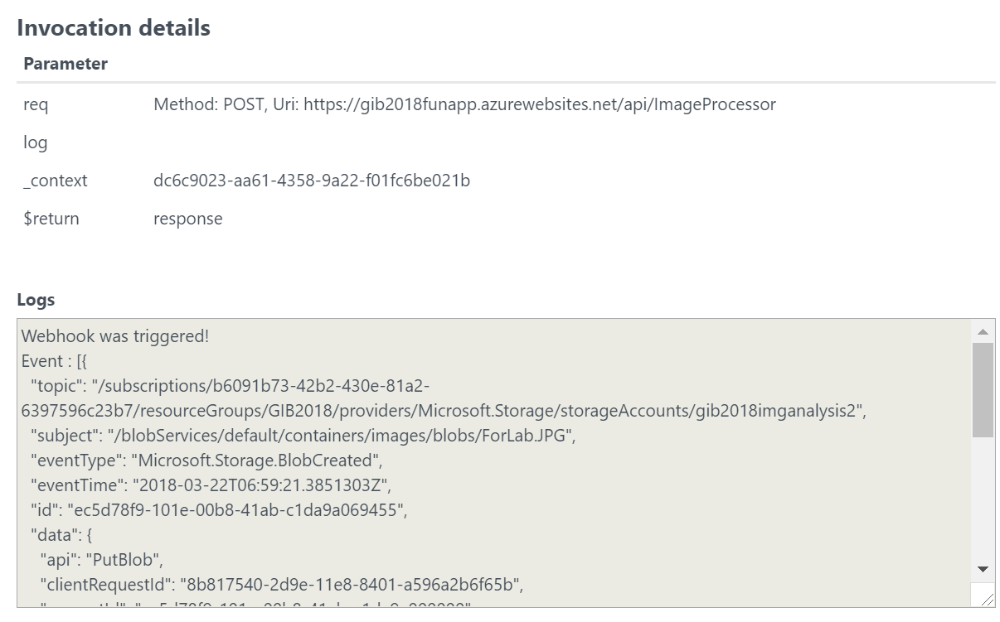 Invocation details
Parameter
req Method: POST, Uri: https://gib2018funapp.azurewebsites.net/api/ImageProcessor
log
_context dc6c9023-aa61-4358-9a22-f01fc6be021b
$return response
Logs
Webhook was triggered!
Event : [{
"topic": "/subscriptions/b6091b73-42b2-430e-81a2-
6397596c23b7/resourceGroups/GIB2018/providers/Microsoft.Storage/storageAccounts/gib2018imganalysis2",
"subject": "/blobServices/default/containers/images/blobs/ForLab.JPG",
"eventType": "Microsoft.Storage.BlobCreated",
"eventTime": "2018-03-22T06:59:21.3851303Z",
"id": "ec5d78f9-101e-00b8-41ab-c1da9a069455",
"data": {
"api": "PutBlob",
"clientRequestId": "8b817540-2d9e-11e8-8401-a596a2b6f65b",